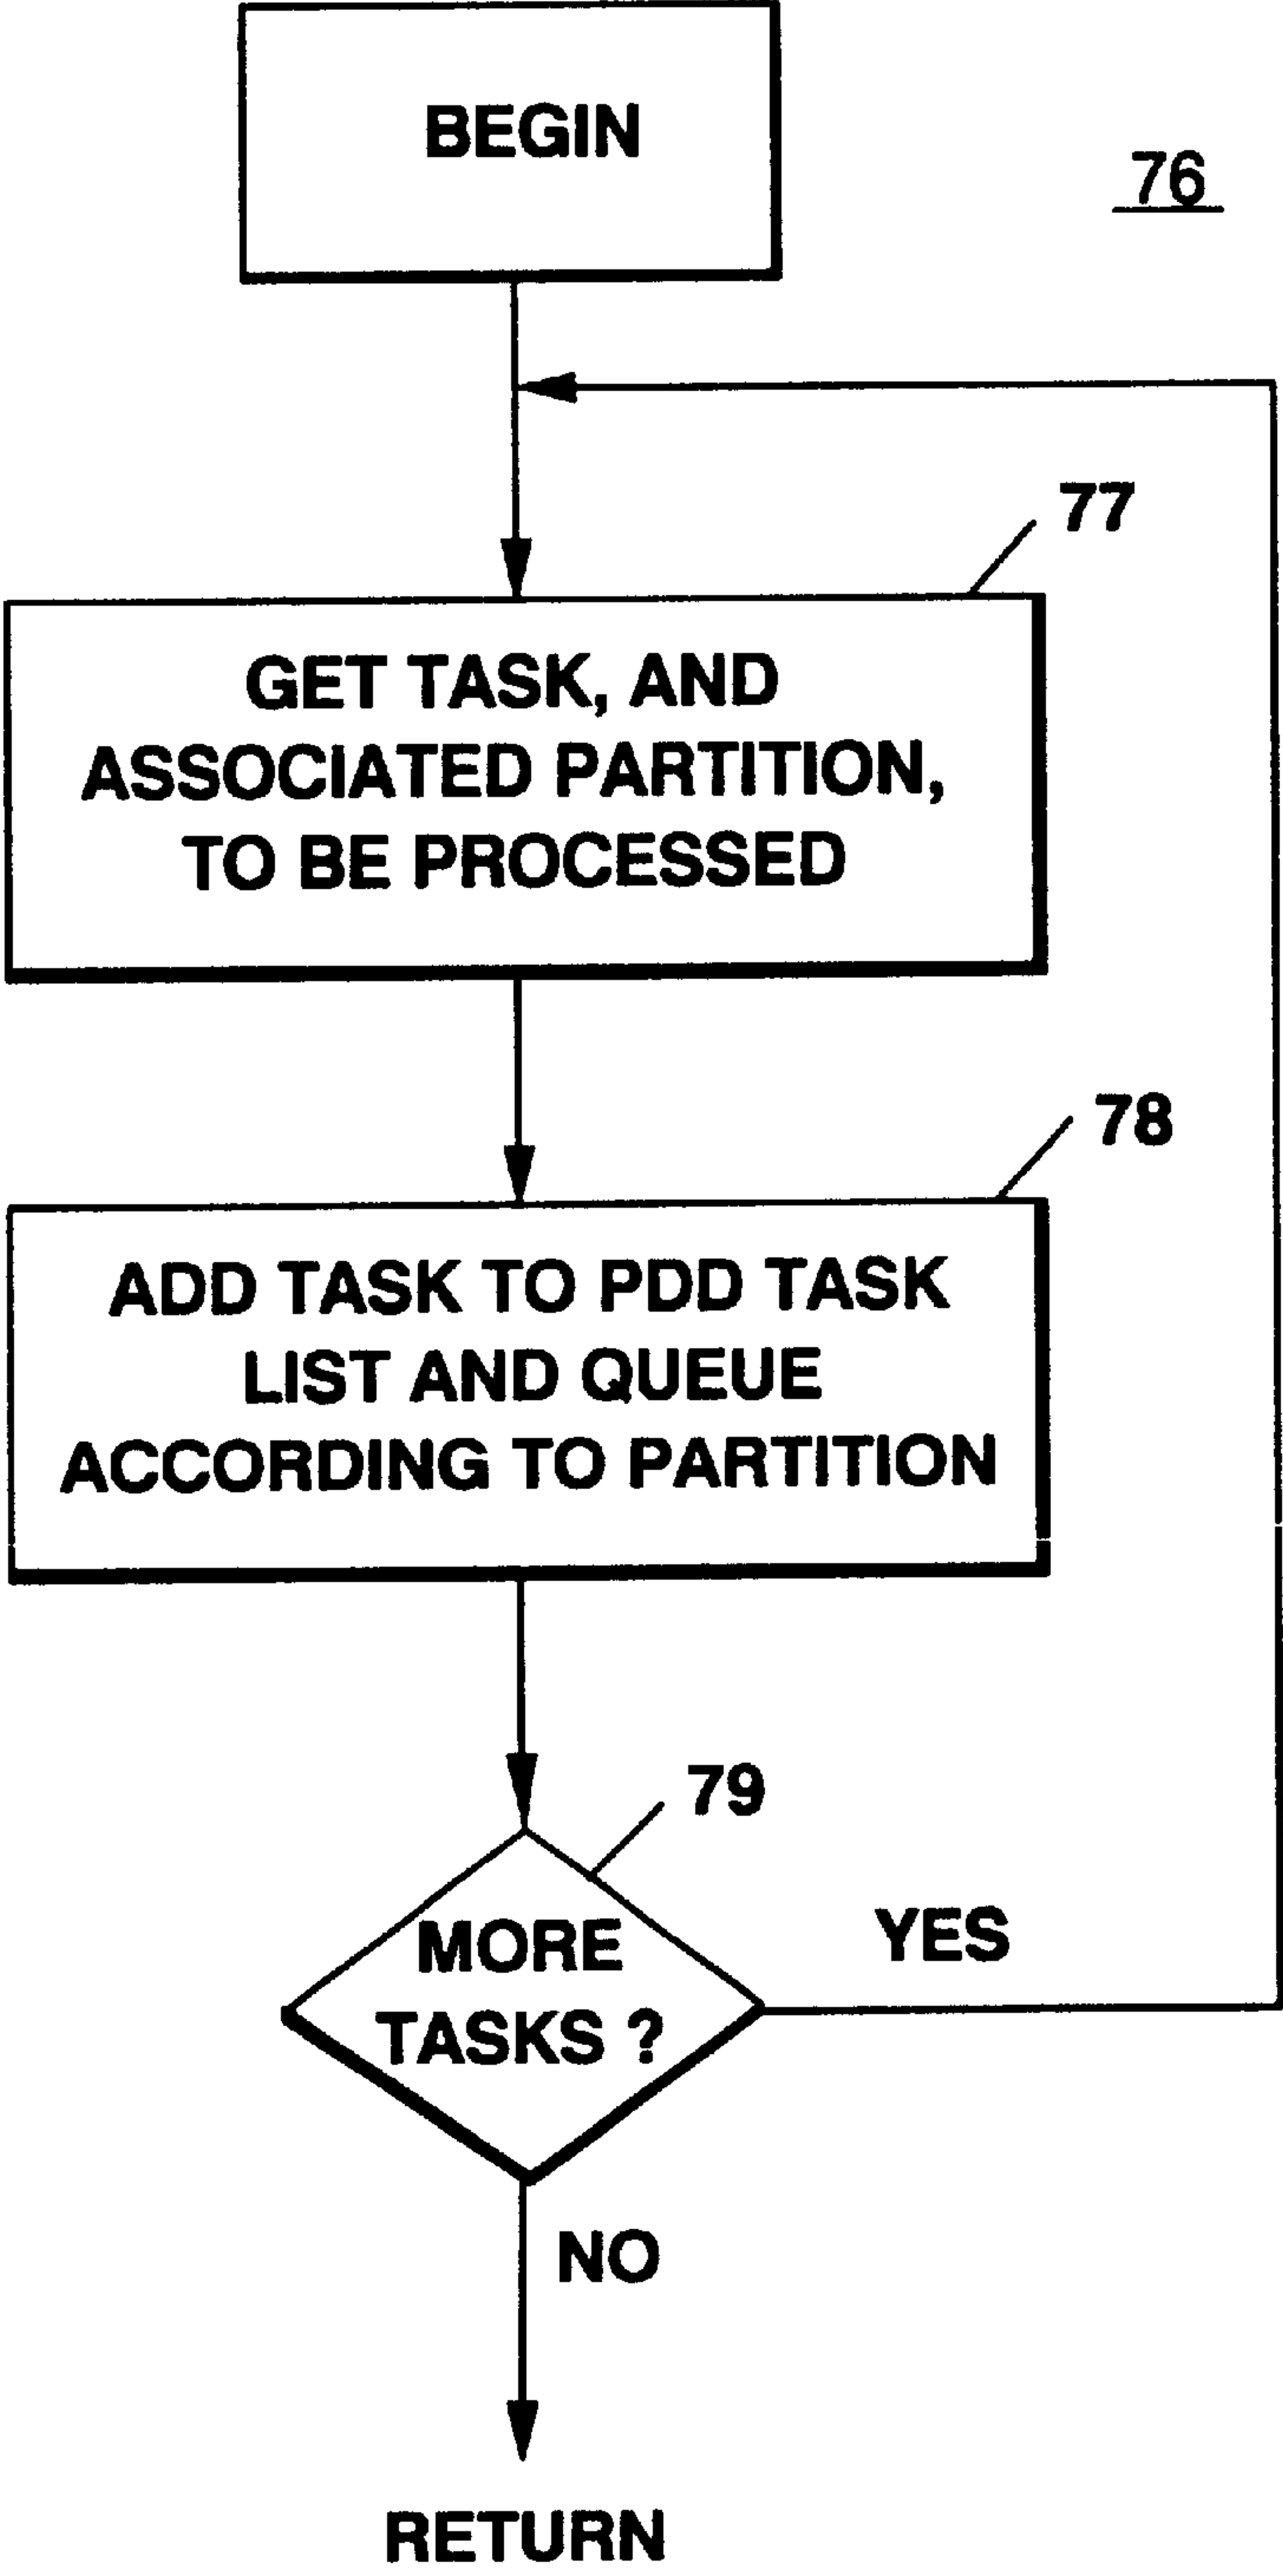 BEGIN
76
77
GET TASK, AND
ASSOCIATED PARTITION,
TO BE PROCESSED
78
ADD TASK TO PDD TASK
LIST AND QUEUE
ACCORDING TO PARTITION
79
MORE
TASKS ?
YES
NO
RETURN